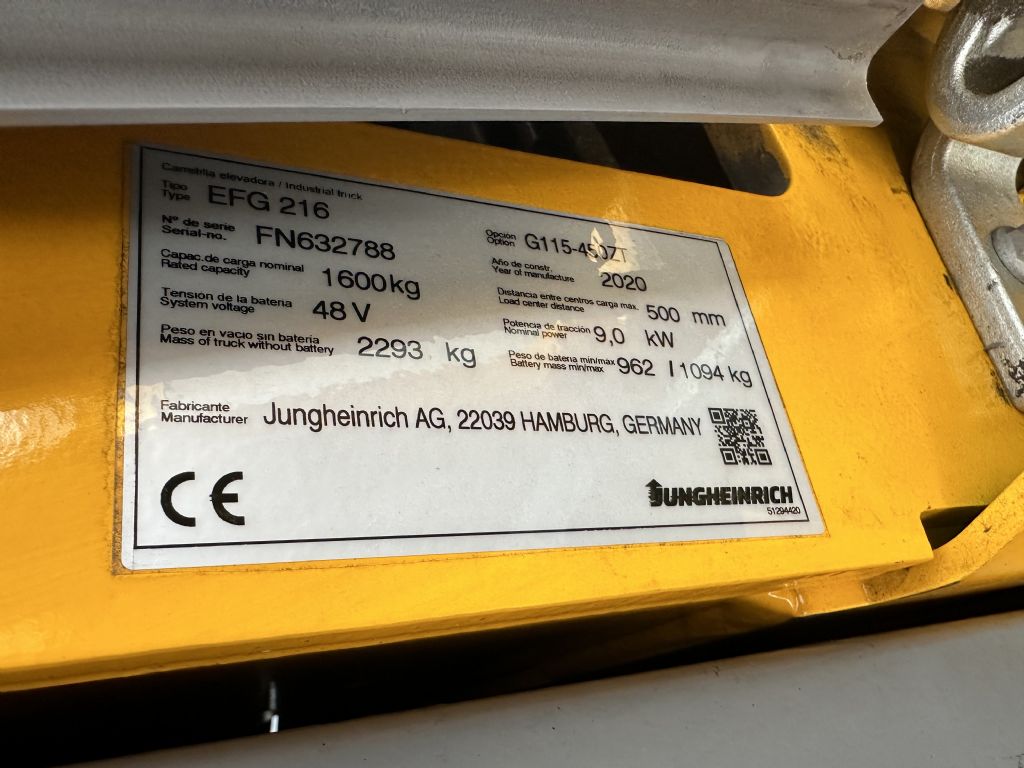 Carretilla elevadora / Industrial truck
Tipo
Type EFG 216
Nº de serie
Serial-no. FN632788
Opción
Option G115-450ZT
Capac.de carga nominal
Rated capacity 1600kg
Año de constr.
Year of manufacture 2020
Tension de la bateria
System voltage 48 V
Distancia entre centros carga max.
Load center distance 500 mm
Peso en vacio sin bateria
Mass of truck without battery 2293 kg
Potencia de tracción
Nominal power 9,0 kW
Peso de bateria min/max
Battery mass min/max 962 / 1094 kg
Fabricante
Manufacturer Jungheinrich AG, 22039 HAMBURG, GERMANY
CE
JUNGHEINRICH
51294420